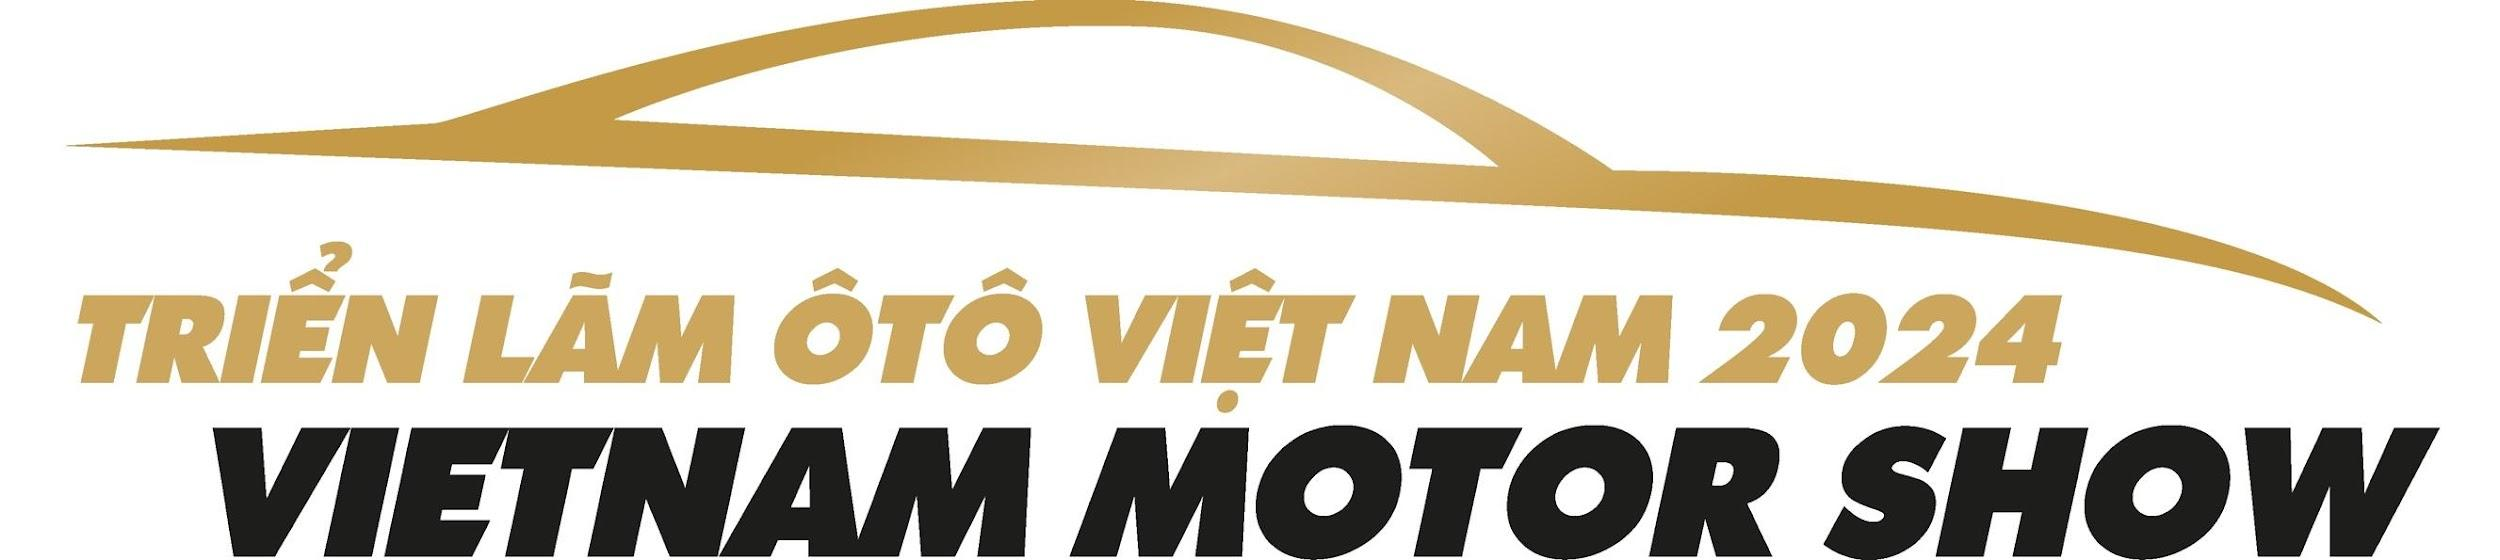 TRIỂN LÃM ÔTÔ VIỆT NAM 2024
VIETNAM MOTOR SHOW